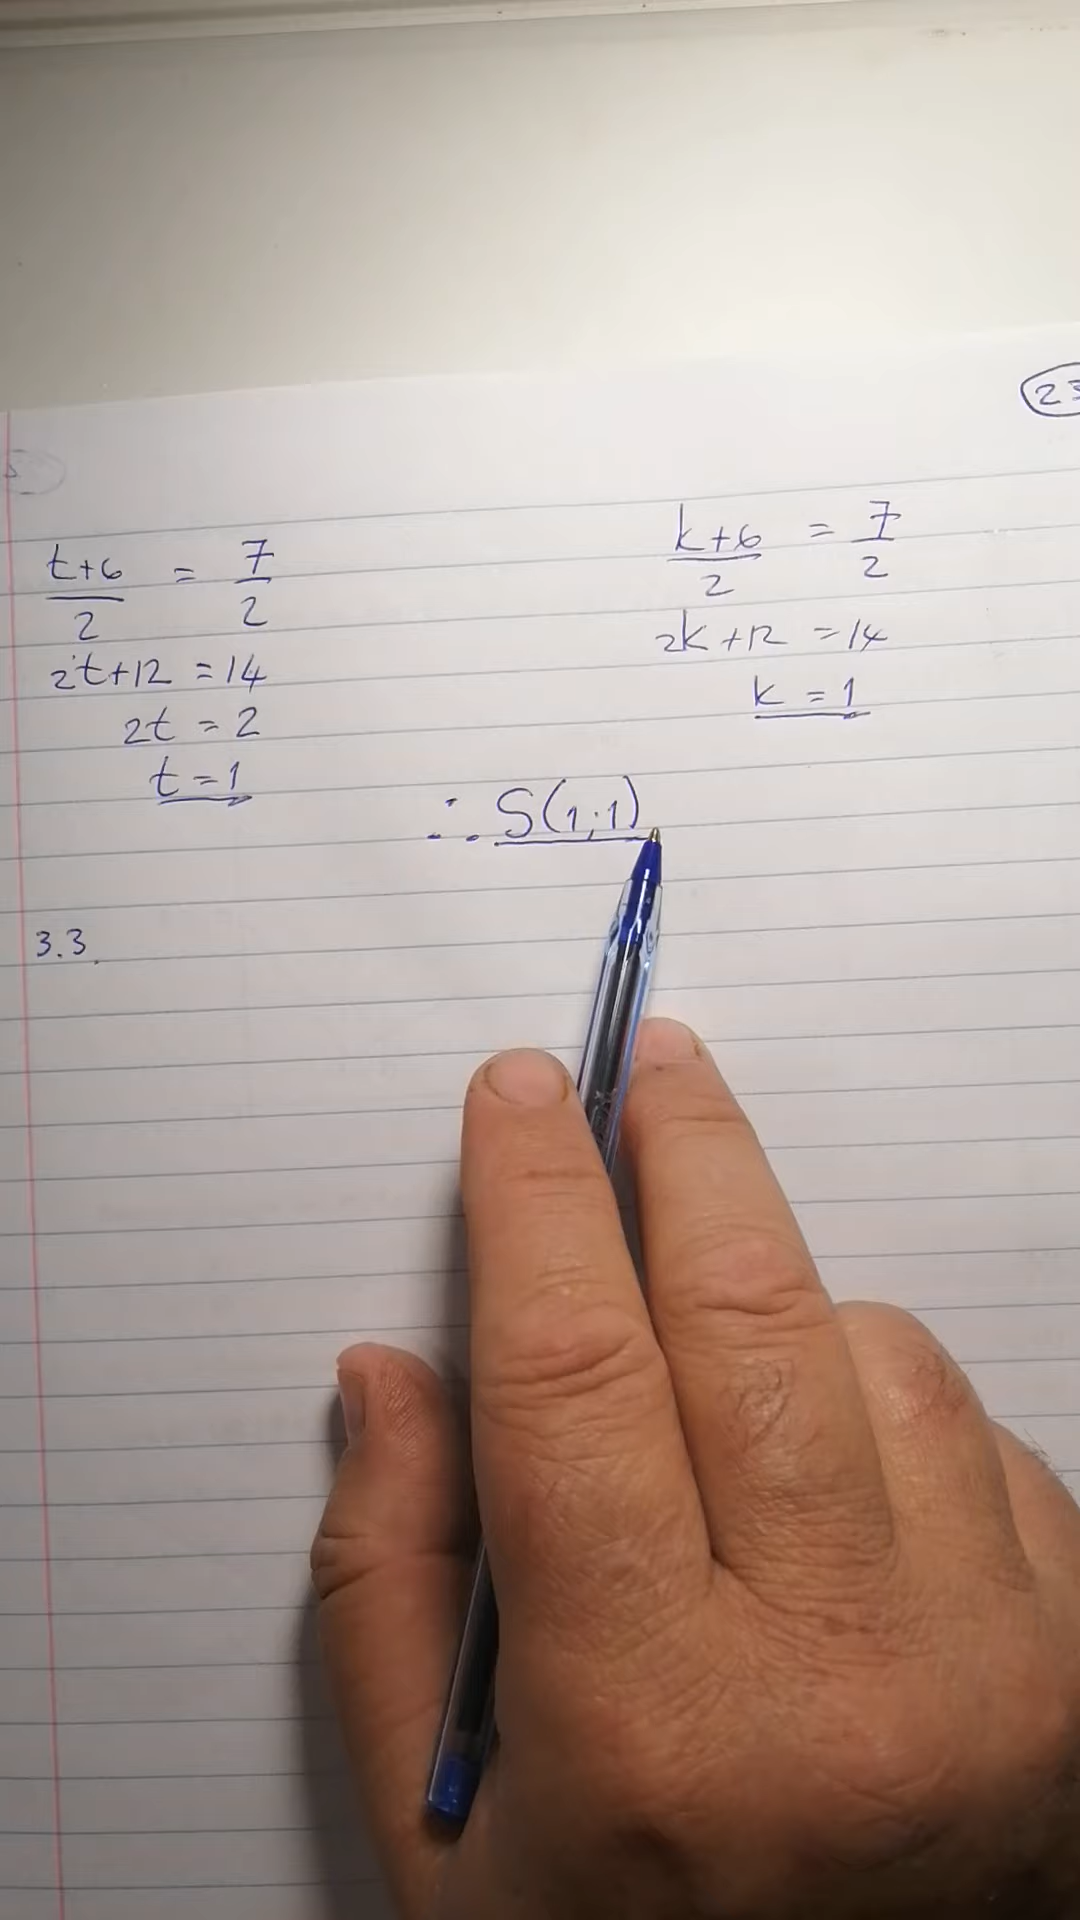 23
t+6/2 = 7/2
2t+12 = 14
2t = 2
t = 1
k+6/2 = 7/2
2k+12 = 14
k = 1
∴ S(1;1)
3.3.